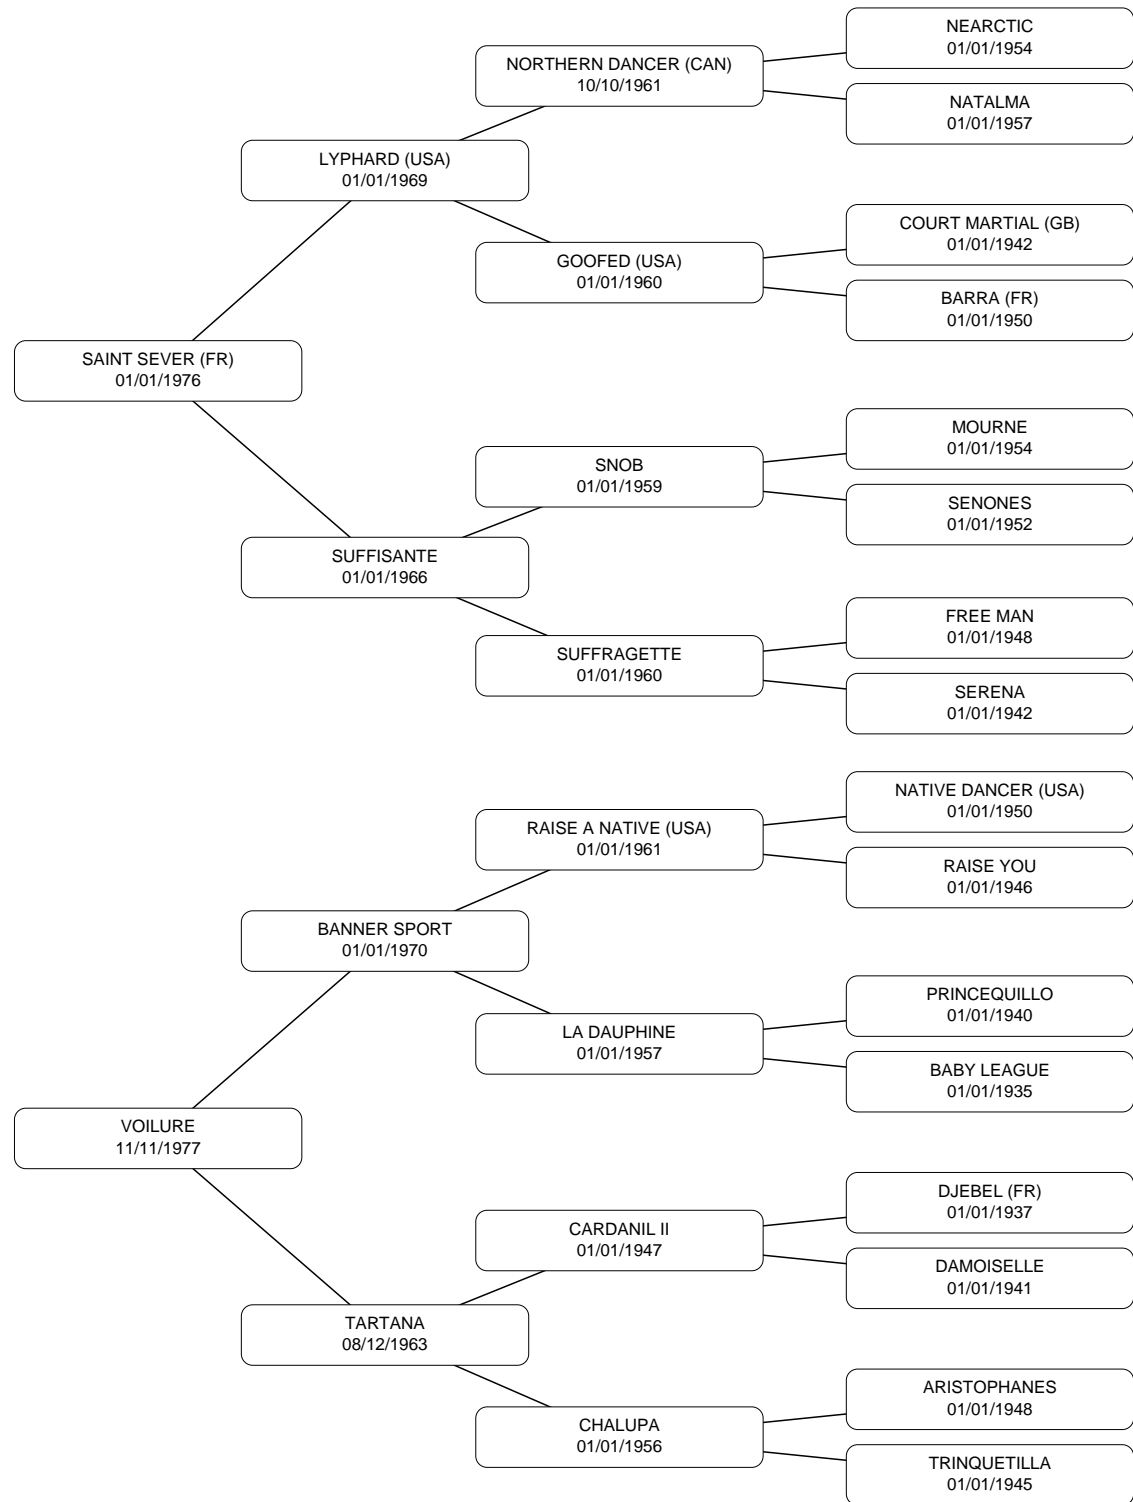 NEARCTIC
01/01/1954
NORTHERN DANCER (CAN)
10/10/1961
NATALMA
01/01/1957
LYPHARD (USA)
01/01/1969
COURT MARTIAL (GB)
01/01/1942
GOOFED (USA)
01/01/1960
BARRA (FR)
01/01/1950
SAINT SEVER (FR)
01/01/1976
MOURNE
01/01/1954
SNOB
01/01/1959
SENONES
01/01/1952
SUFFISANTE
01/01/1966
FREE MAN
01/01/1948
SUFFRAGETTE
01/01/1960
SERENA
01/01/1942
NATIVE DANCER (USA)
01/01/1950
RAISE A NATIVE (USA)
01/01/1961
RAISE YOU
01/01/1946
BANNER SPORT
01/01/1970
PRINCEQUILLO
01/01/1940
LA DAUPHINE
01/01/1957
BABY LEAGUE
01/01/1935
VOILURE
11/11/1977
DJEBEL (FR)
01/01/1937
CARDANIL II
01/01/1947
DAMOISELLE
01/01/1941
TARTANA
08/12/1963
ARISTOPHANES
01/01/1948
CHALUPA
01/01/1956
TRINQUETILLA
01/01/1945